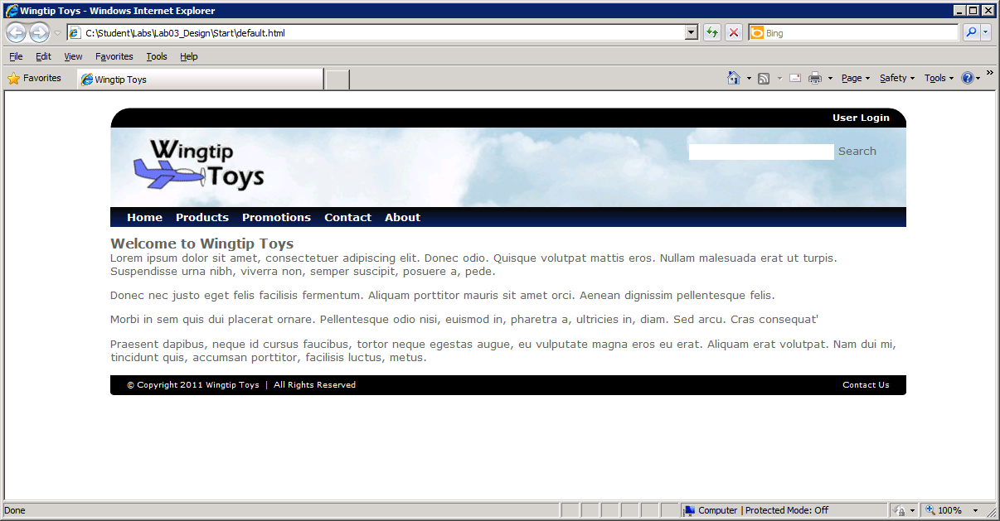 Wingtip Toys - Windows Internet Explorer
C:\Student\Labs\Lab03_Design\Start\default.html
Bing
File Edit View Favorites Tools Help
Favorites
Wingtip Toys
Page Safety Tools
User Login
Wingtip
Toys
Search
Home Products Promotions Contact About
Welcome to Wingtip Toys
Lorem ipsum dolor sit amet, consectetuer adipiscing elit. Donec odio. Quisque volutpat mattis eros. Nullam malesuada erat ut turpis.
Suspendisse urna nibh, viverra non, semper suscipit, posuere a, pede.
Donec nec justo eget felis facilisis fermentum. Aliquam porttitor mauris sit amet orci. Aenean dignissim pellentesque felis.
Morbi in sem quis dui placerat ornare. Pellentesque odio nisi, euismod in, pharetra a, ultricies in, diam. Sed arcu. Cras consequat'
Praesent dapibus, neque id cursus faucibus, tortor neque egestas augue, eu vulputate magna eros eu erat. Aliquam erat volutpat. Nam dui mi,
tincidunt quis, accumsan porttitor, facilisis luctus, metus.
© Copyright 2011 Wingtip Toys | All Rights Reserved
Contact Us
Done
Computer | Protected Mode: Off
100%